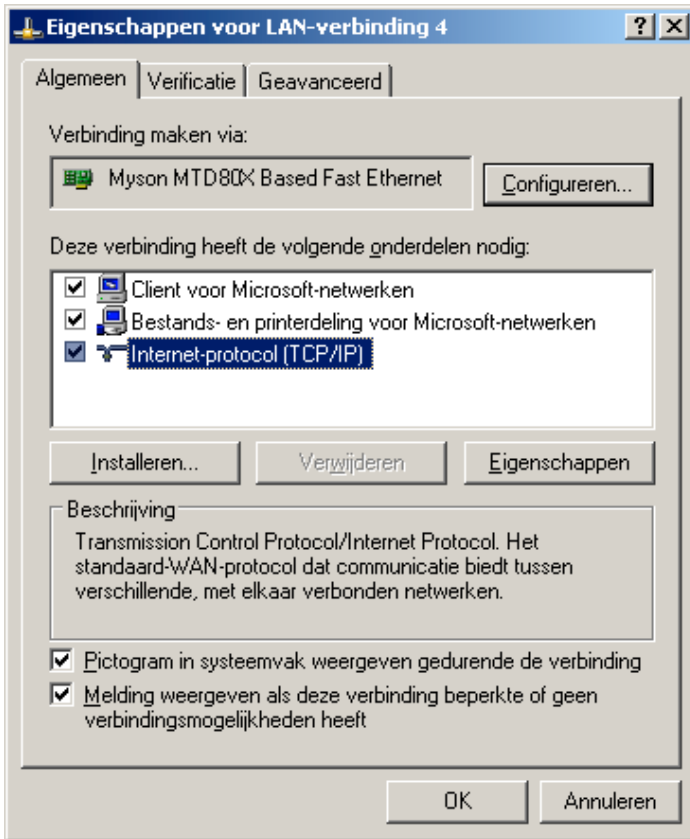 Eigenschappen voor LAN-verbinding 4
Algemeen Verificatie Geavanceerd
Verbinding maken via:
Myson MTD80X Based Fast Ethernet Configureren...
Deze verbinding heeft de volgende onderdelen nodig:
Client voor Microsoft-netwerken
Bestands- en printerdeling voor Microsoft-netwerken
Internet-protocol (TCP/IP)
Installeren... Verwijderen Eigenschappen
Beschrijving
Transmission Control Protocol/Internet Protocol. Het
standaard-WAN-protocol dat communicatie biedt tussen
verschillende, met elkaar verbonden netwerken.
Pictogram in systeemvak weergeven gedurende de verbinding
Melding weergeven als deze verbinding beperkte of geen
verbindingsmogelijkheden heeft
OK Annuleren